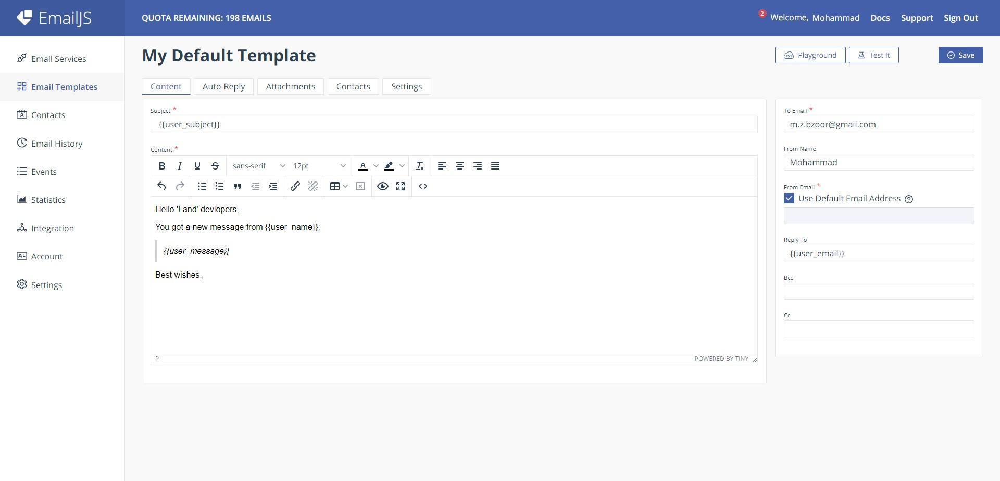 EmailJS
QUOTA REMAINING: 198 EMAILS
2
Welcome, Mohammad
Docs
Support
Sign Out
Email Services
Email Templates
Contacts
Email History
Events
Statistics
Integration
Account
Settings
My Default Template
Playground
Test It
Save
Content
Auto-Reply
Attachments
Contacts
Settings
Subject *
{{user_subject}}
Content *
B I U S sans-serif 12pt A
Hello 'Land' devlopers,
You got a new message from {{user_name}}:
{{user_message}}
Best wishes,
P
POWERED BY TINY
To Email *
m.z.bzoor@gmail.com
From Name
Mohammad
From Email *
Use Default Email Address ?
Reply To
{{user_email}}
Bcc
Cc